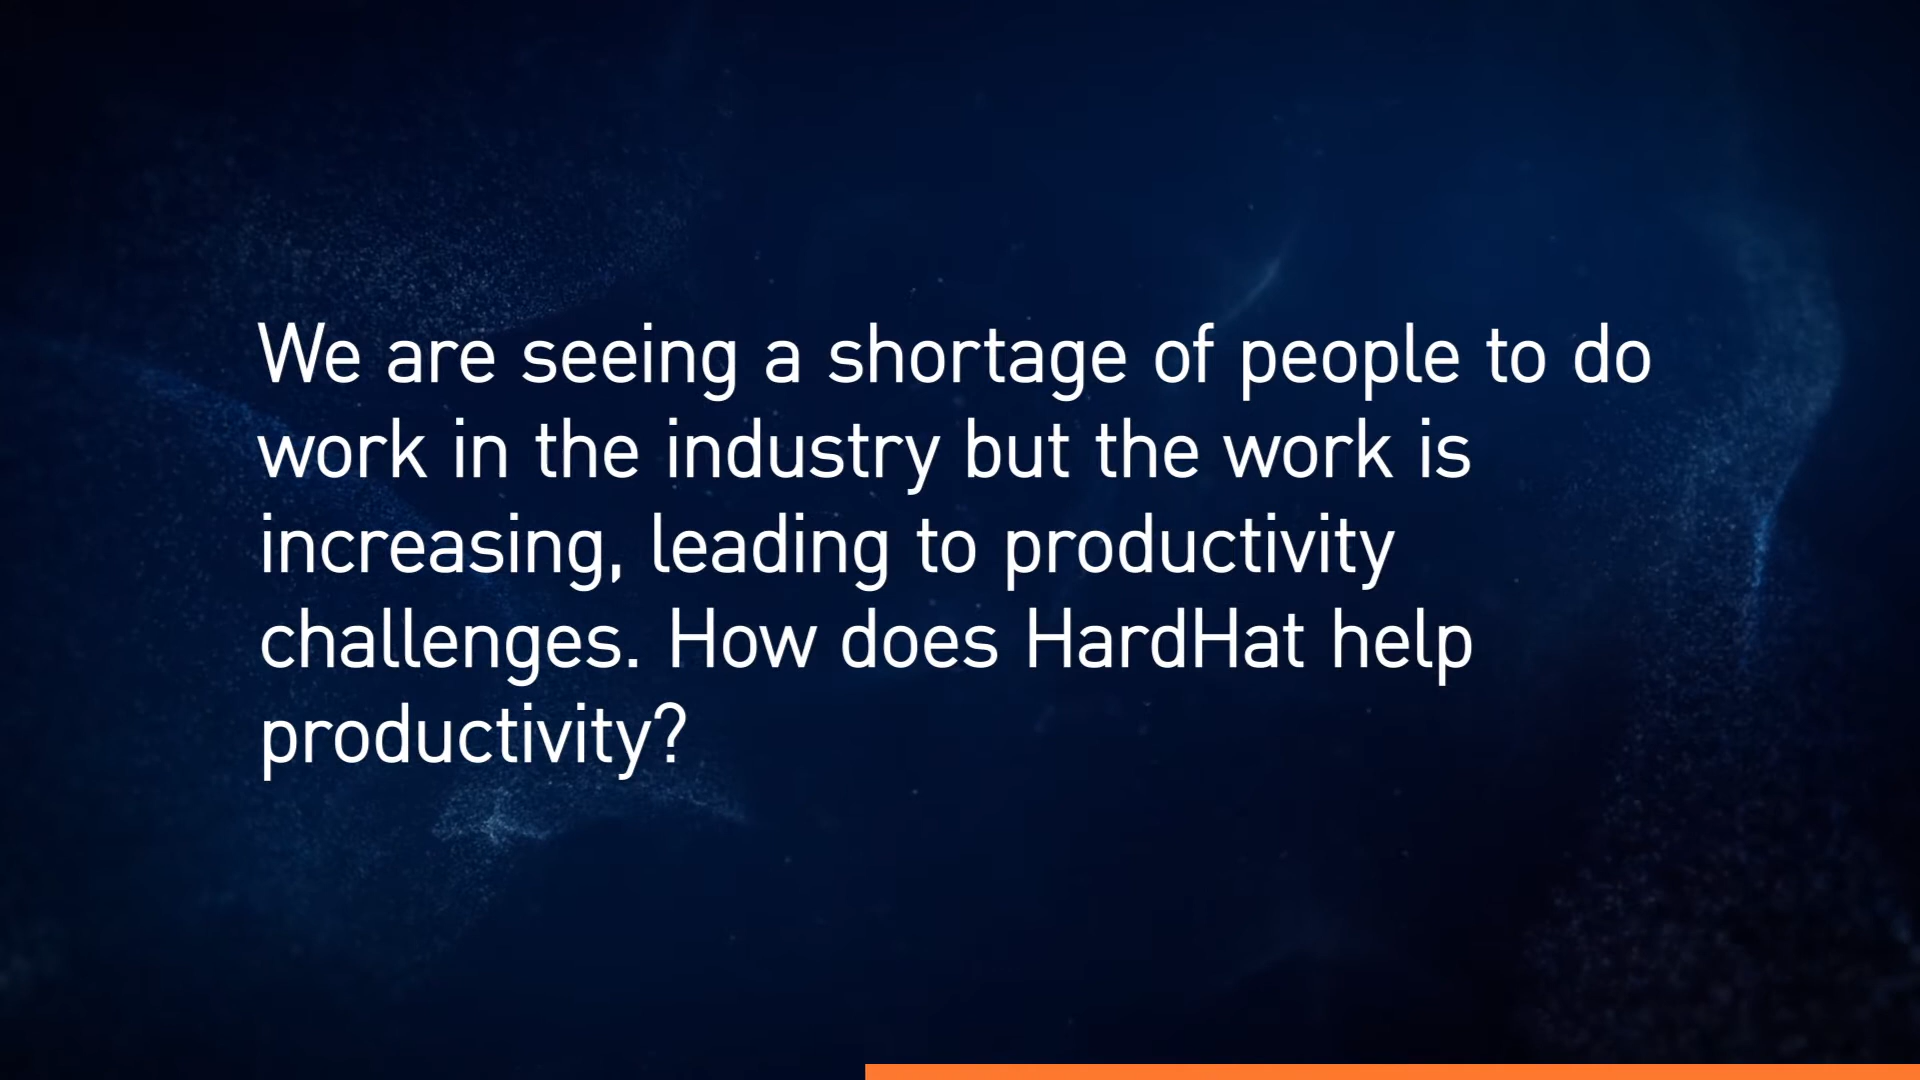 We are seeing a shortage of people to do
work in the industry but the work is
increasing, leading to productivity
challenges. How does HardHat help
productivity?